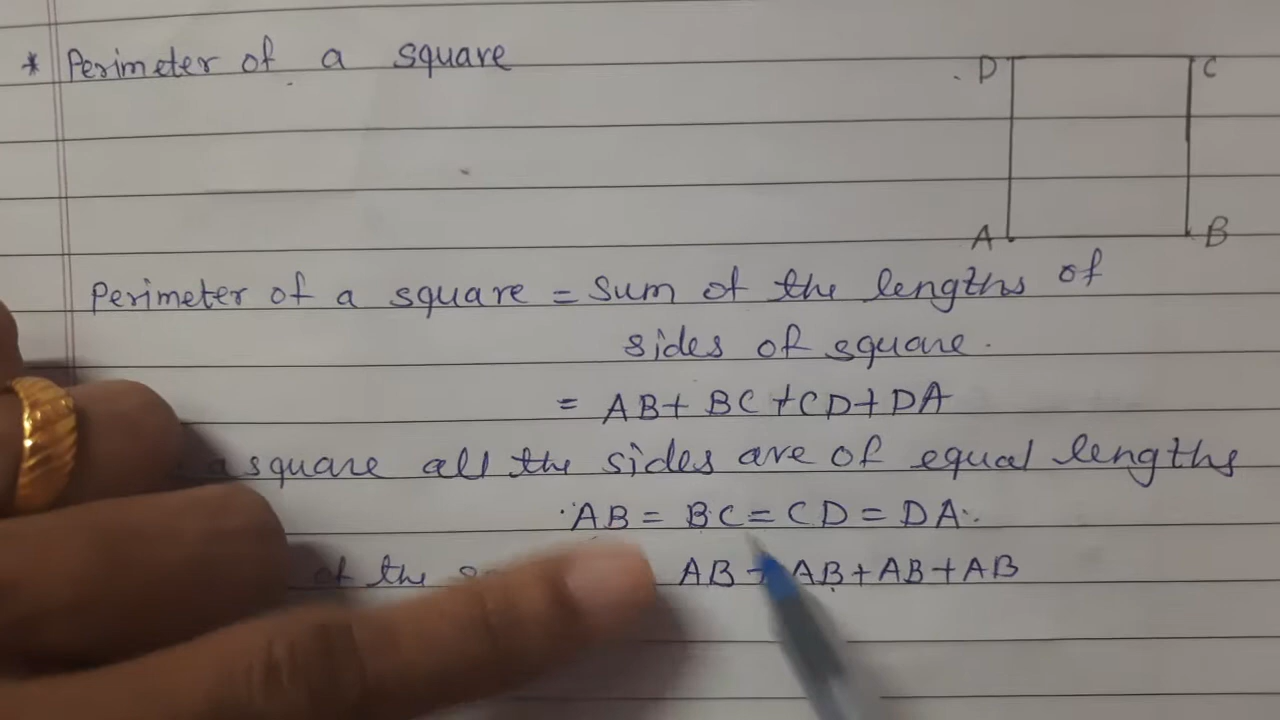 * Perimeter of a square
D C
A B
Perimeter of a square = Sum of the lengths of
sides of square.
= AB + BC + CD + DA
a square all the sides are of equal lengths
AB = BC = CD = DA
of the AB + AB + AB + AB